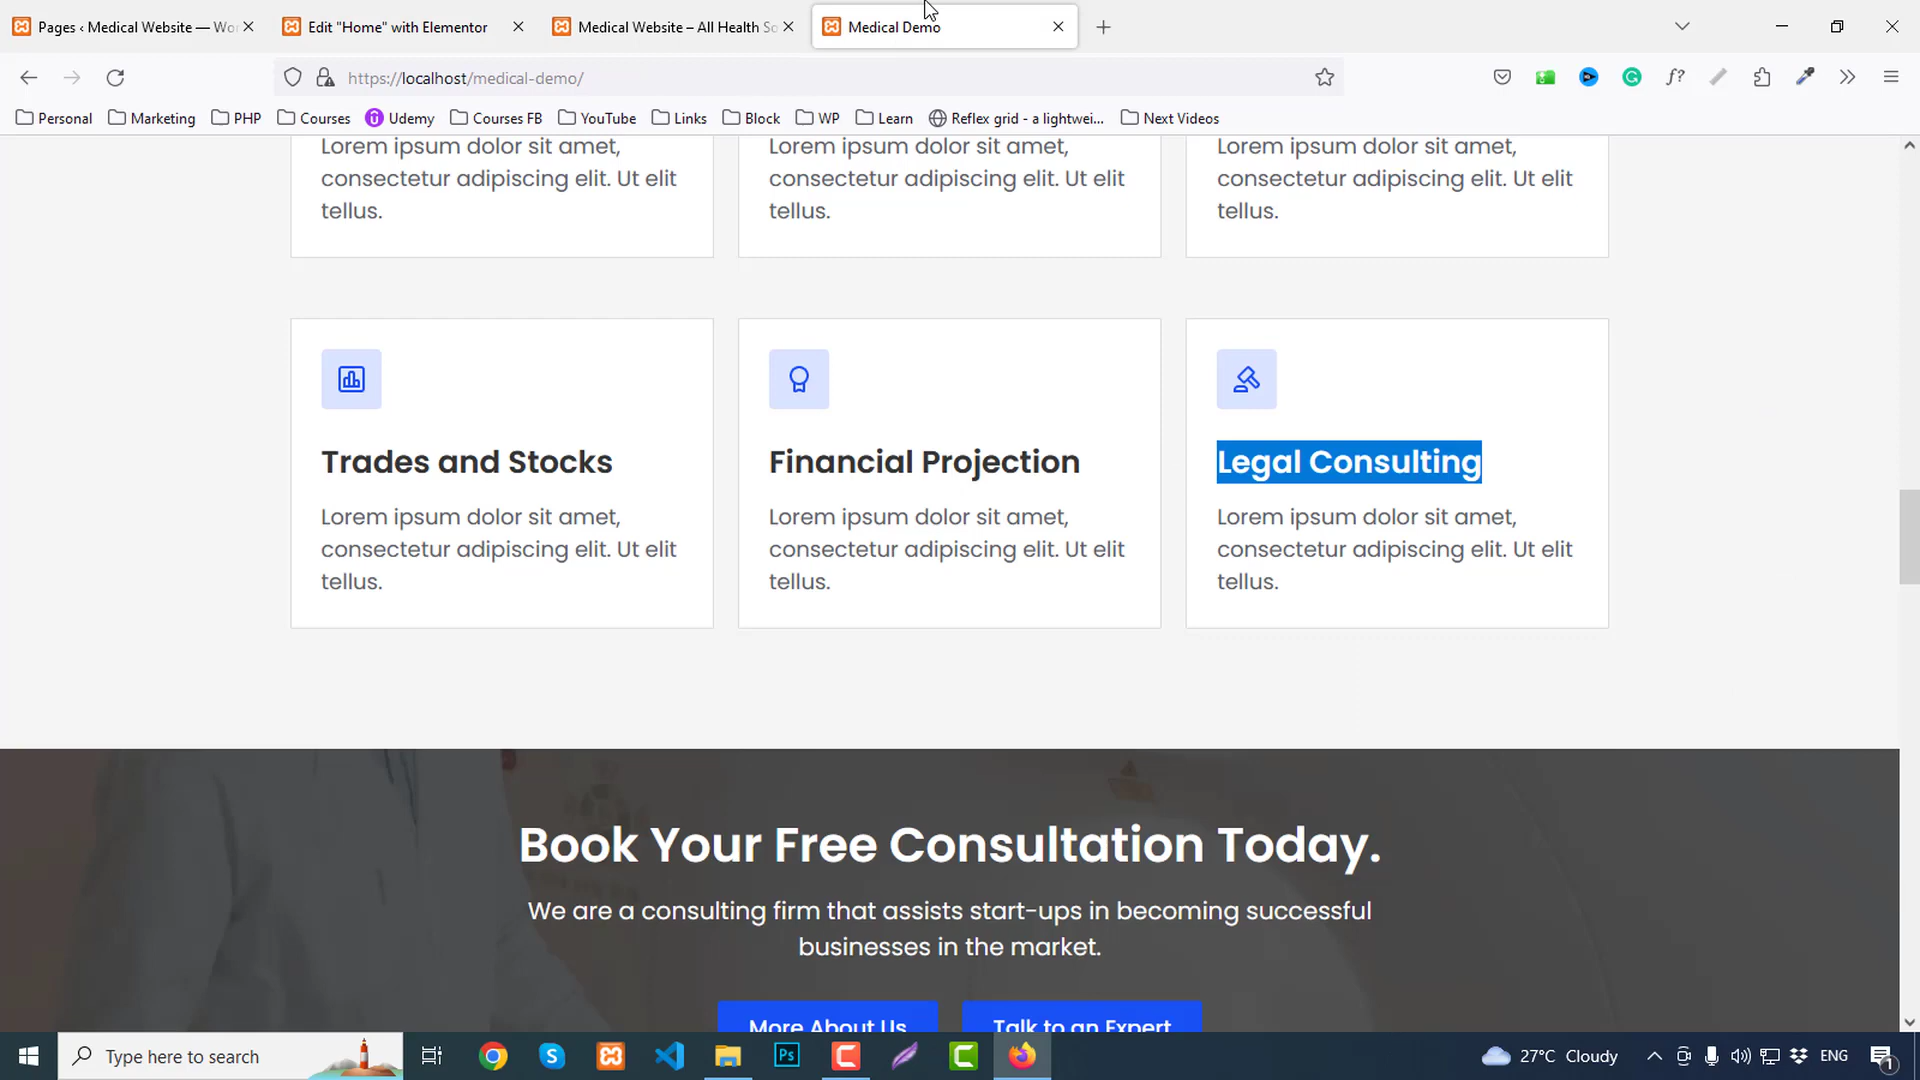 Pages ‹ Medical Website — Wo
Edit "Home" with Elementor
Medical Website – All Health So
Medical Demo
https://localhost/medical-demo/
f?
Personal
Marketing
PHP
Courses
Udemy
Courses FB
YouTube
Links
Block
WP
Learn
Reflex grid - a lightwei...
Next Videos
Lorem ipsum dolor sit amet,
consectetur adipiscing elit. Ut elit
tellus.
Lorem ipsum dolor sit amet,
consectetur adipiscing elit. Ut elit
tellus.
Lorem ipsum dolor sit amet,
consectetur adipiscing elit. Ut elit
tellus.
Trades and Stocks
Lorem ipsum dolor sit amet,
consectetur adipiscing elit. Ut elit
tellus.
Financial Projection
Lorem ipsum dolor sit amet,
consectetur adipiscing elit. Ut elit
tellus.
Legal Consulting
Lorem ipsum dolor sit amet,
consectetur adipiscing elit. Ut elit
tellus.
Book Your Free Consultation Today.
We are a consulting firm that assists start-ups in becoming successful
businesses in the market.
More About Us
Talk to an Expert
Type here to search
Ps
27°C Cloudy
ENG
1